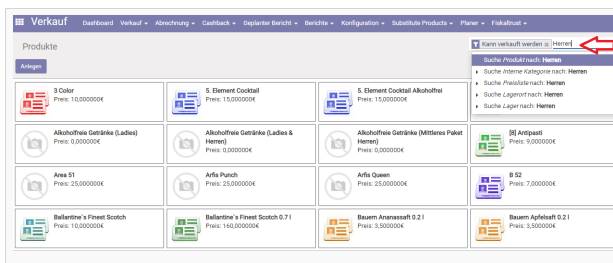 Verkauf Dashboard Verkauf Abrechnung Cashback Geplanter Bericht Berichte Konfiguration Substitute Products Planer Fiskaltrust
Produkte
Kann verkauft werden × Herren
Anlegen
Suche Produkt nach: Herren
Suche Interne Kategorie nach: Herren
Suche Preisliste nach: Herren
Suche Lagerort nach: Herren
Suche Lager nach: Herren
3 Color
Preis: 10,000000€
5. Element Cocktail
Preis: 15,000000€
5. Element Cocktail Alkoholfrei
Preis: 15,000000€
Alkoholfreie Getränke (Ladies)
Preis: 0,000000€
Alkoholfreie Getränke (Ladies &
Herren)
Preis: 0,000000€
Alkoholfreie Getränke (Mittleres Paket
Herren)
Preis: 0,000000€
[8] Antipasti
Preis: 9,000000€
Area 51
Preis: 25,000000€
Arfis Punch
Preis: 25,000000€
Arfis Queen
Preis: 25,000000€
B 52
Preis: 7,000000€
Ballantine`s Finest Scotch
Preis: 10,000000€
Ballantine`s Finest Scotch 0.7 l
Preis: 160,000000€
Bauern Ananassaft 0.2 l
Preis: 3,500000€
Bauern Apfelsaft 0.2 l
Preis: 3,500000€